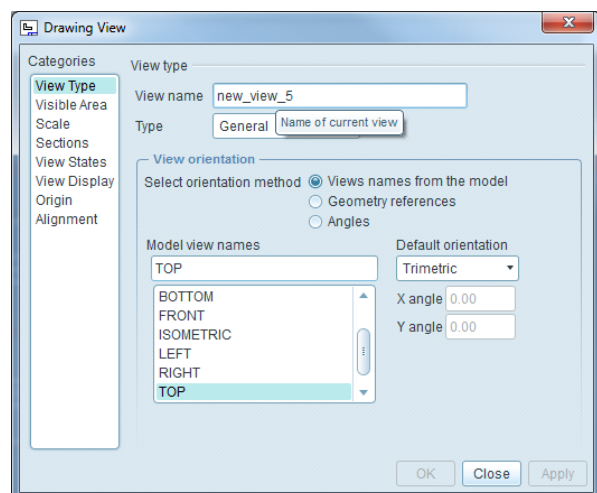 Drawing View
Categories
View Type
Visible Area
Scale
Sections
View States
View Display
Origin
Alignment
View type
View name new_view_5
Type General Name of current view
View orientation
Select orientation method Views names from the model
Geometry references
Angles
Model view names Default orientation
TOP Trimetric
BOTTOM X angle 0.00
FRONT
ISOMETRIC Y angle 0.00
LEFT
RIGHT
TOP
OK Close Apply